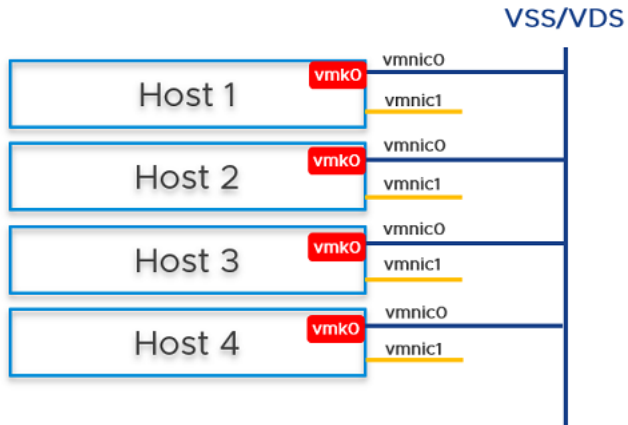 VSS/VDS
vmnic0
vmk0
Host 1
vmnic1
vmnic0
vmk0
Host 2
vmnic1
vmnic0
vmk0
Host 3
vmnic1
vmnic0
vmk0
Host 4
vmnic1